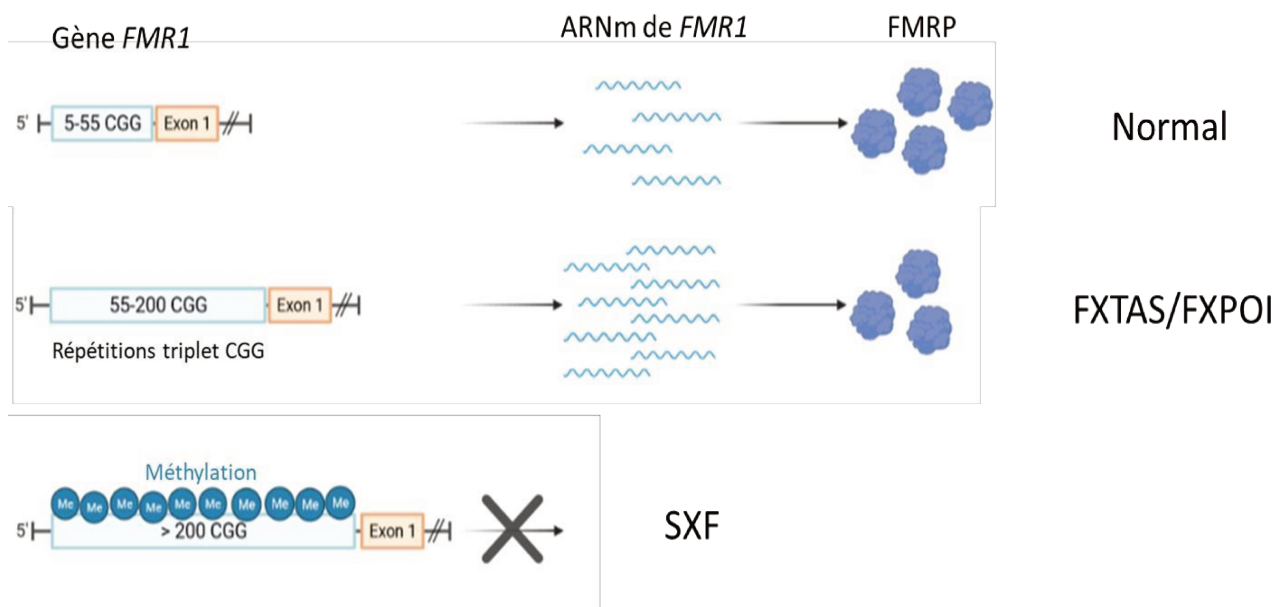 Gène FMR1
ARNm de FMR1
FMRP
5' 5-55 CGG Exon 1
Normal
5' 55-200 CGG Exon 1
FXTAS/FXPOI
Répétitions triplet CGG
Méthylation
Me Me Me Me Me Me Me Me Me Me
5' > 200 CGG Exon 1
SXF